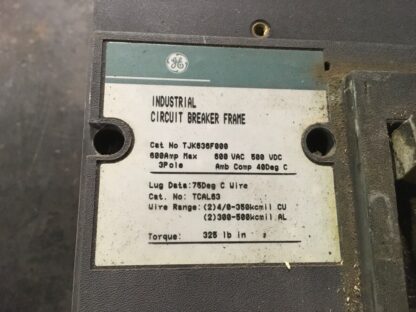 GE
INDUSTRIAL
CIRCUIT BREAKER FRAME
Cat No TJK636F000
600Amp Max 600 VAC 500 VDC
3Pole Amb Comp 40Deg C
Lug Data:75Deg C Wire
Cat. No: TCAL63
Wire Range:(2)4/0-350kcmil CU
(2)300-500kcmil AL
Torque: 325 lb in